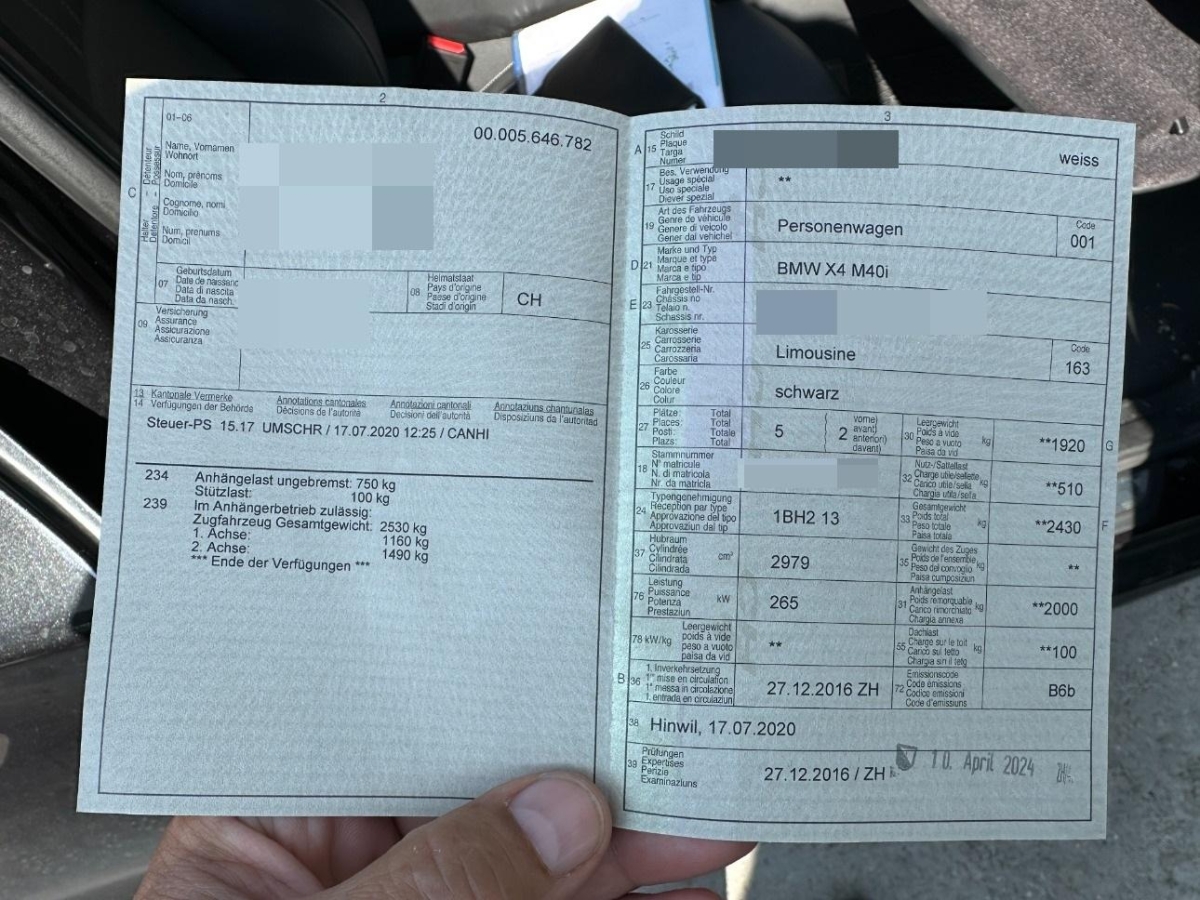 2
01-06
00.005.646.782
C
Halter - Détenteur
Detentore - Possessur
Name, Vornamen
Wohnort
Nom, prénoms
Domicile
Cognome, nomi
Domicilio
Num, prenums
Domicil
07
Geburtsdatum
Date de naissanc
Data di nascita
Data da nasch.
08
Heimatstaat
Pays d'origine
Paese d'origine
Stadi d'origin
CH
09
Versicherung
Assurance
Assicurazione
Assicuranza
13 Kantonale Vermerke Annotations cantonales Annotazioni cantonali Annotaziuns chantunalas
14 Verfügungen der Behörde Décisions de l'autorité Decisioni dell'autorità Disposiziuns da l'autoritad
Steuer-PS 15.17 UMSCHR / 17.07.2020 12:25 / CANHI
234 Anhängelast ungebremst: 750 kg
Stützlast: 100 kg
239 Im Anhängerbetrieb zulässig:
Zugfahrzeug Gesamtgewicht: 2530 kg
1. Achse: 1160 kg
2. Achse: 1490 kg
*** Ende der Verfügungen ***
3
A 15
Schild
Plaque
Targa
Numer
weiss
17
Bes. Verwendung
Usage spécial
Uso speciale
Diever spezial
**
19
Art des Fahrzeugs
Genre de véhicule
Genere di veicolo
Gener dal vehichel
Personenwagen
Code
001
D 21
Marke und Typ
Marque et type
Marca e tipo
Marca e tip
BMW X4 M40i
E 23
Fahrgestell-Nr.
Châssis no
Telaio n.
Schassis nr.
25
Karosserie
Carrosserie
Carrozzeria
Carossaria
Limousine
Code
163
26
Farbe
Couleur
Colore
Colur
schwarz
27
Plätze: Total
Places: Total
Posti: Totale
Plazs: Total
5
2
vorne)
avant)
anteriori)
davant)
30
Leergewicht
Poids à vide
Peso a vuoto
Paisa da vid
kg
**1920
G
18
Stammnummer
N° matricule
N. di matricola
Nr. da matricla
32
Nutz-/Sattellast
Charge utile/sellette
Carico utile/sella
Chargia utila/sela
kg
**510
24
Typengenehmigung
Réception par type
Approvazione del tipo
Approvaziun dal tip
1BH2 13
33
Gesamtgewicht
Poids total
Peso totale
Paisa totala
kg
**2430
F
37
Hubraum
Cylindrée
Cilindrata
Cilindrada
cm³
2979
35
Gewicht des Zuges
Poids de l'ensemble
Peso del convoglio
Paisa cumposiziun
kg
**
76
Leistung
Puissance
Potenza
Prestaziun
kW
265
31
Anhängelast
Poids remorquable
Carico rimorchiato
Chargia annexa
kg
**2000
78 kW/kg
Leergewicht
poids à vide
peso a vuoto
paisa da vid
**
55
Dachlast
Charge sur le toit
Carico sul tetto
Chargia sin il tetg
kg
**100
B 36
1. Inverkehrsetzung
1re mise en circulation
1a messa in circolazione
1. entrada en circulaziun
27.12.2016 ZH
72
Emissionscode
Code émissions
Codice emissioni
Code d'emissiuns
B6b
38
Hinwil, 17.07.2020
39
Prüfungen
Expertises
Perizie
Examinaziuns
27.12.2016 / ZH
10. April 2024